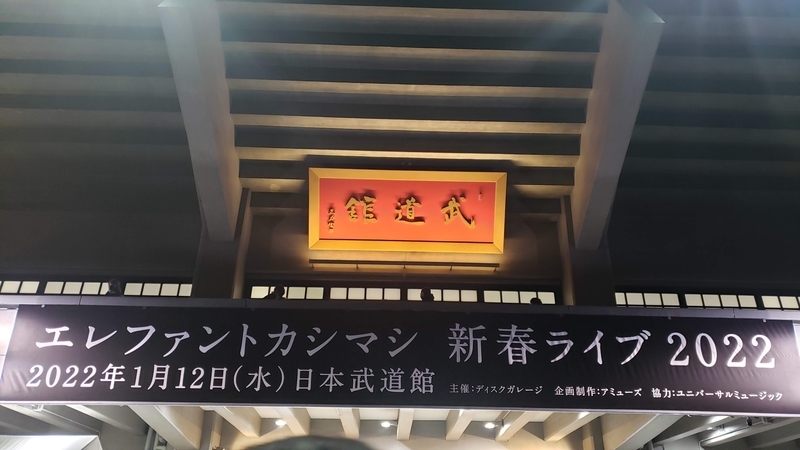 武道館
エレファントカシマシ 新春ライブ 2022
2022年1月12日(水)日本武道館 主催:ディスクガレージ 企画制作:アミューズ 協力:ユニバーサルミュージック